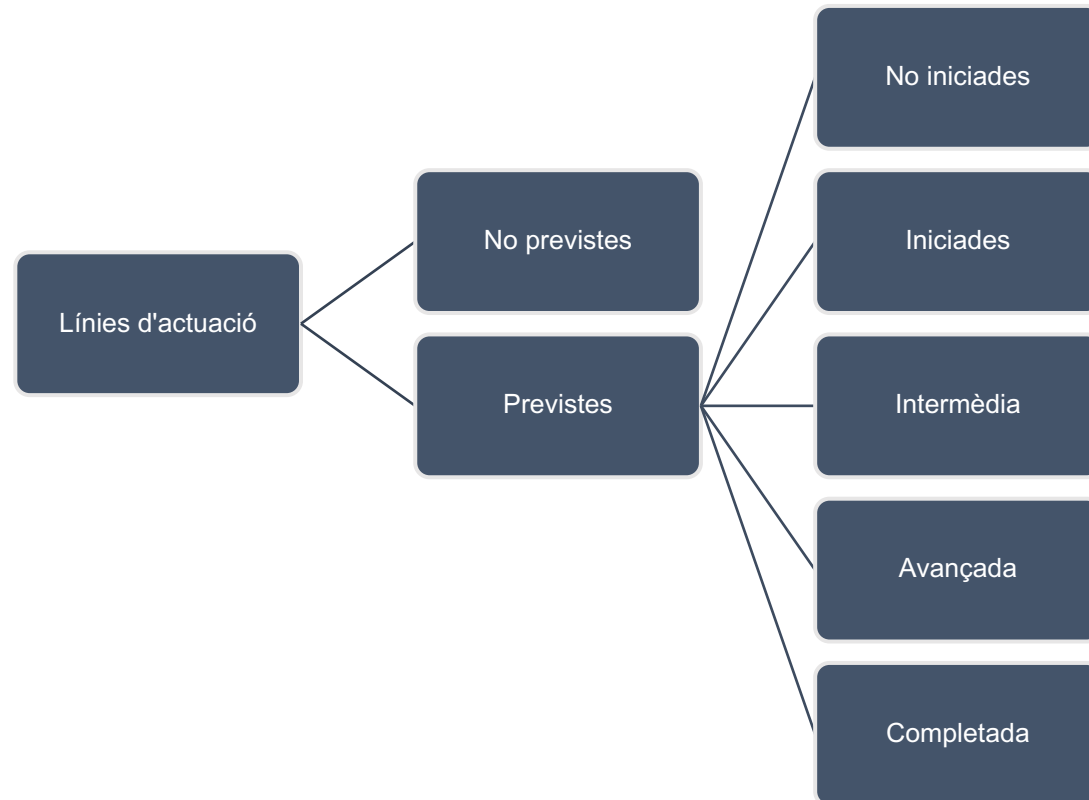 Línies d'actuació
No previstes
Previstes
No iniciades
Iniciades
Intermèdia
Avançada
Completada